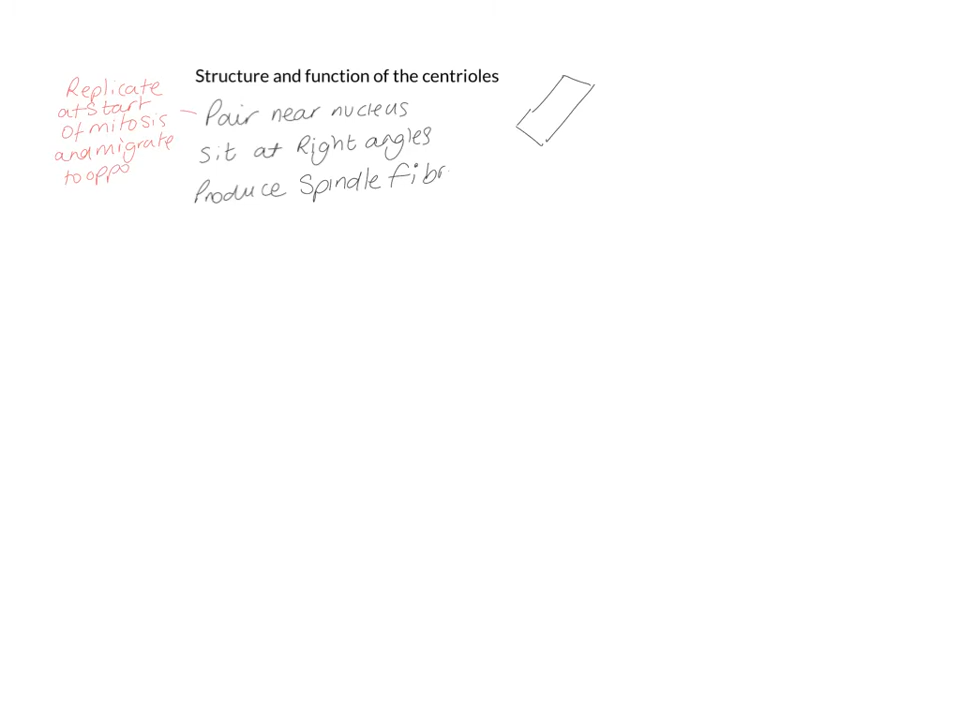 Structure and function of the centrioles
Pair near nucleus
Sit at Right angles
Produce Spindle fibr
Replicate
at start
of mitosis
and migrate
to oppo